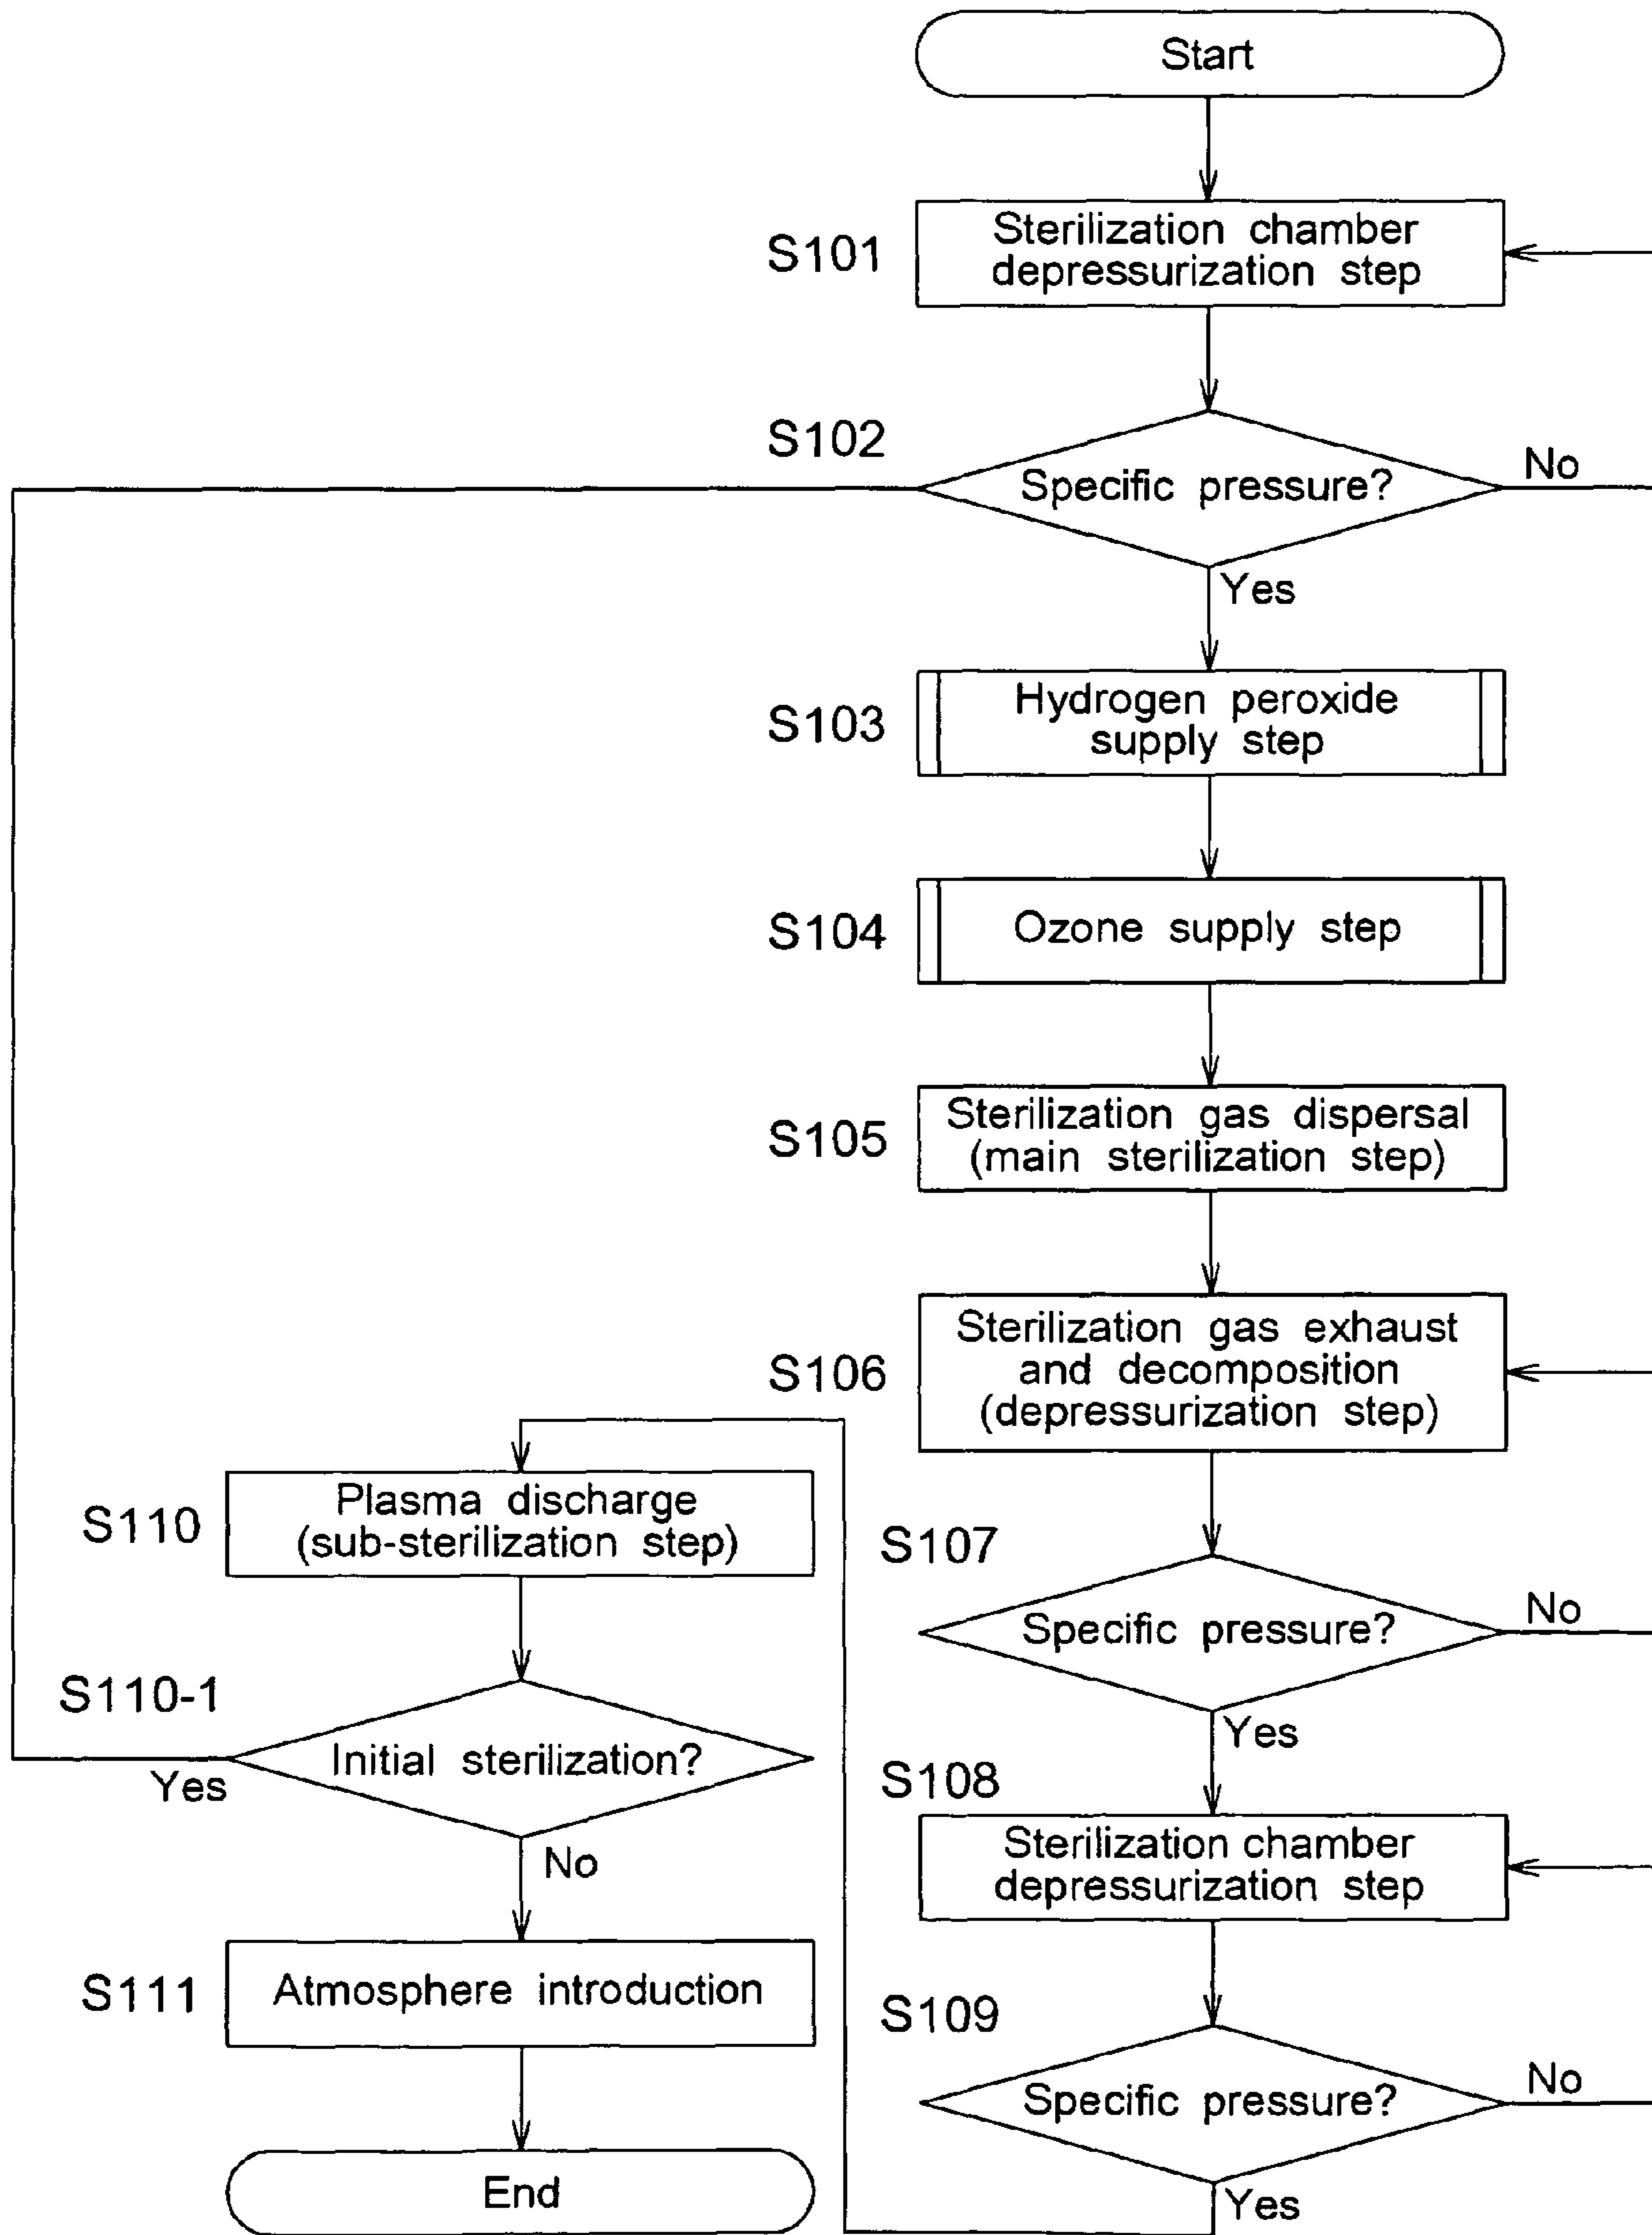 Start
S101
Sterilization chamber
depressurization step
S102
Specific pressure?
No
Yes
S103
Hydrogen peroxide
supply step
S104
Ozone supply step
S105
Sterilization gas dispersal
(main sterilization step)
S106
Sterilization gas exhaust
and decomposition
(depressurization step)
S107
Specific pressure?
No
Yes
S108
Sterilization chamber
depressurization step
S109
Specific pressure?
No
Yes
S110
Plasma discharge
(sub-sterilization step)
S110-1
Initial sterilization?
Yes
No
S111
Atmosphere introduction
End